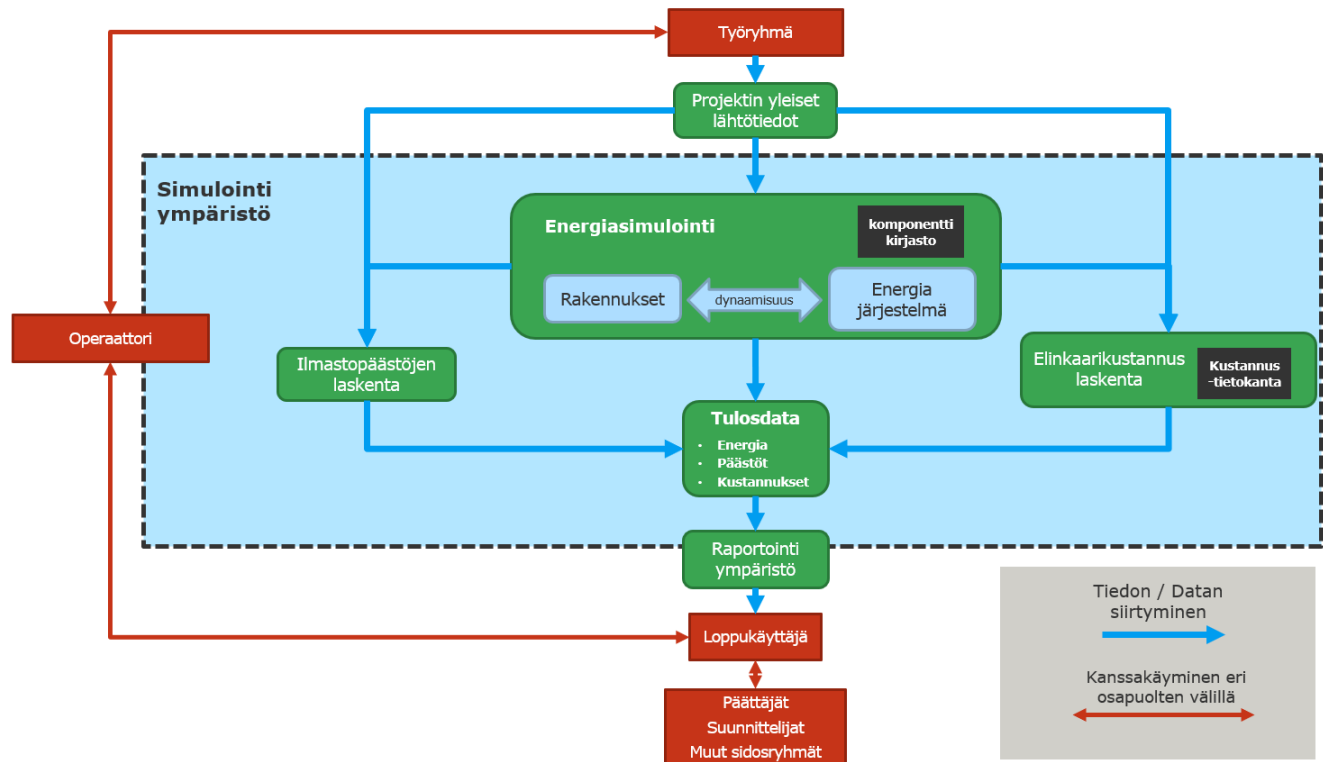 Työryhmä
Projektin yleiset
lähtötiedot
Simulointi
ympäristö
Energiasimulointi
komponentti
kirjasto
Rakennukset
dynaamisuus
Energia
järjestelmä
Operaattori
Ilmastopäästöjen
laskenta
Elinkaarikustannus
laskenta
Kustannus
-tietokanta
Tulosdata
• Energia
• Päästöt
• Kustannukset
Raportointi
ympäristö
Loppukäyttäjä
Päättäjät
Suunnittelijat
Muut sidosryhmät
Tiedon / Datan
siirtyminen
Kanssakäyminen eri
osapuolten välillä